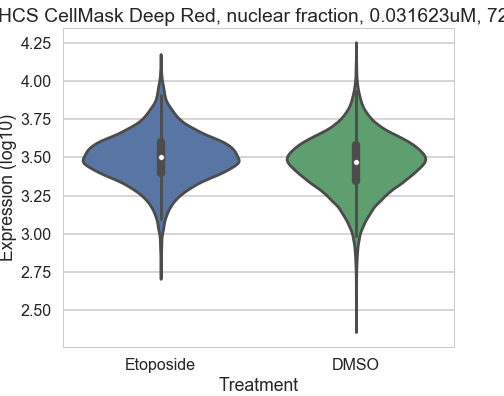 HCS CellMask Deep Red, nuclear fraction, 0.031623uM, 72
4.25
4.00
3.75
3.50
3.25
3.00
2.75
2.50
Expression (log10)
Etoposide
DMSO
Treatment